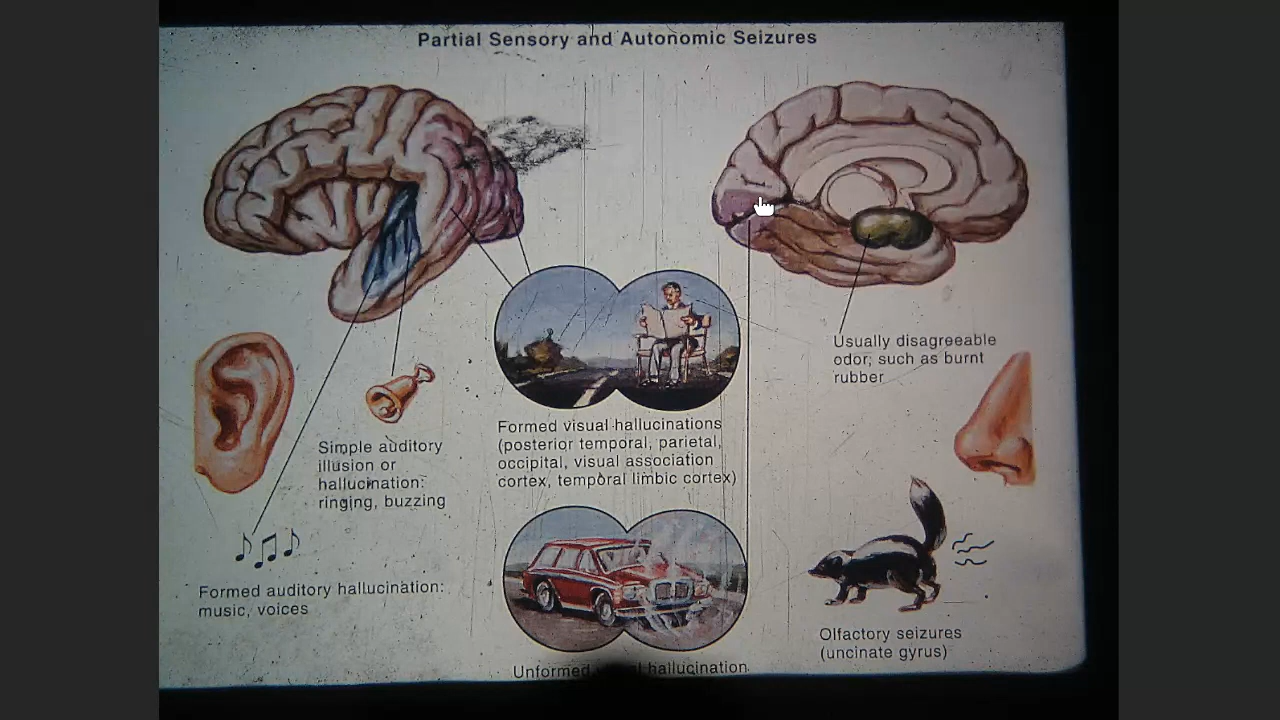 Partial Sensory and Autonomic Seizures
Usually disagreeable
odor, such as burnt
rubber
Formed visual hallucinations
(posterior temporal, parietal,
occipital, visual association
cortex, temporal limbic cortex)
Simple auditory
illusion or
hallucination:
ringing, buzzing
Formed auditory hallucination:
music, voices
Olfactory seizures
(uncinate gyrus)
Unformed hallucination